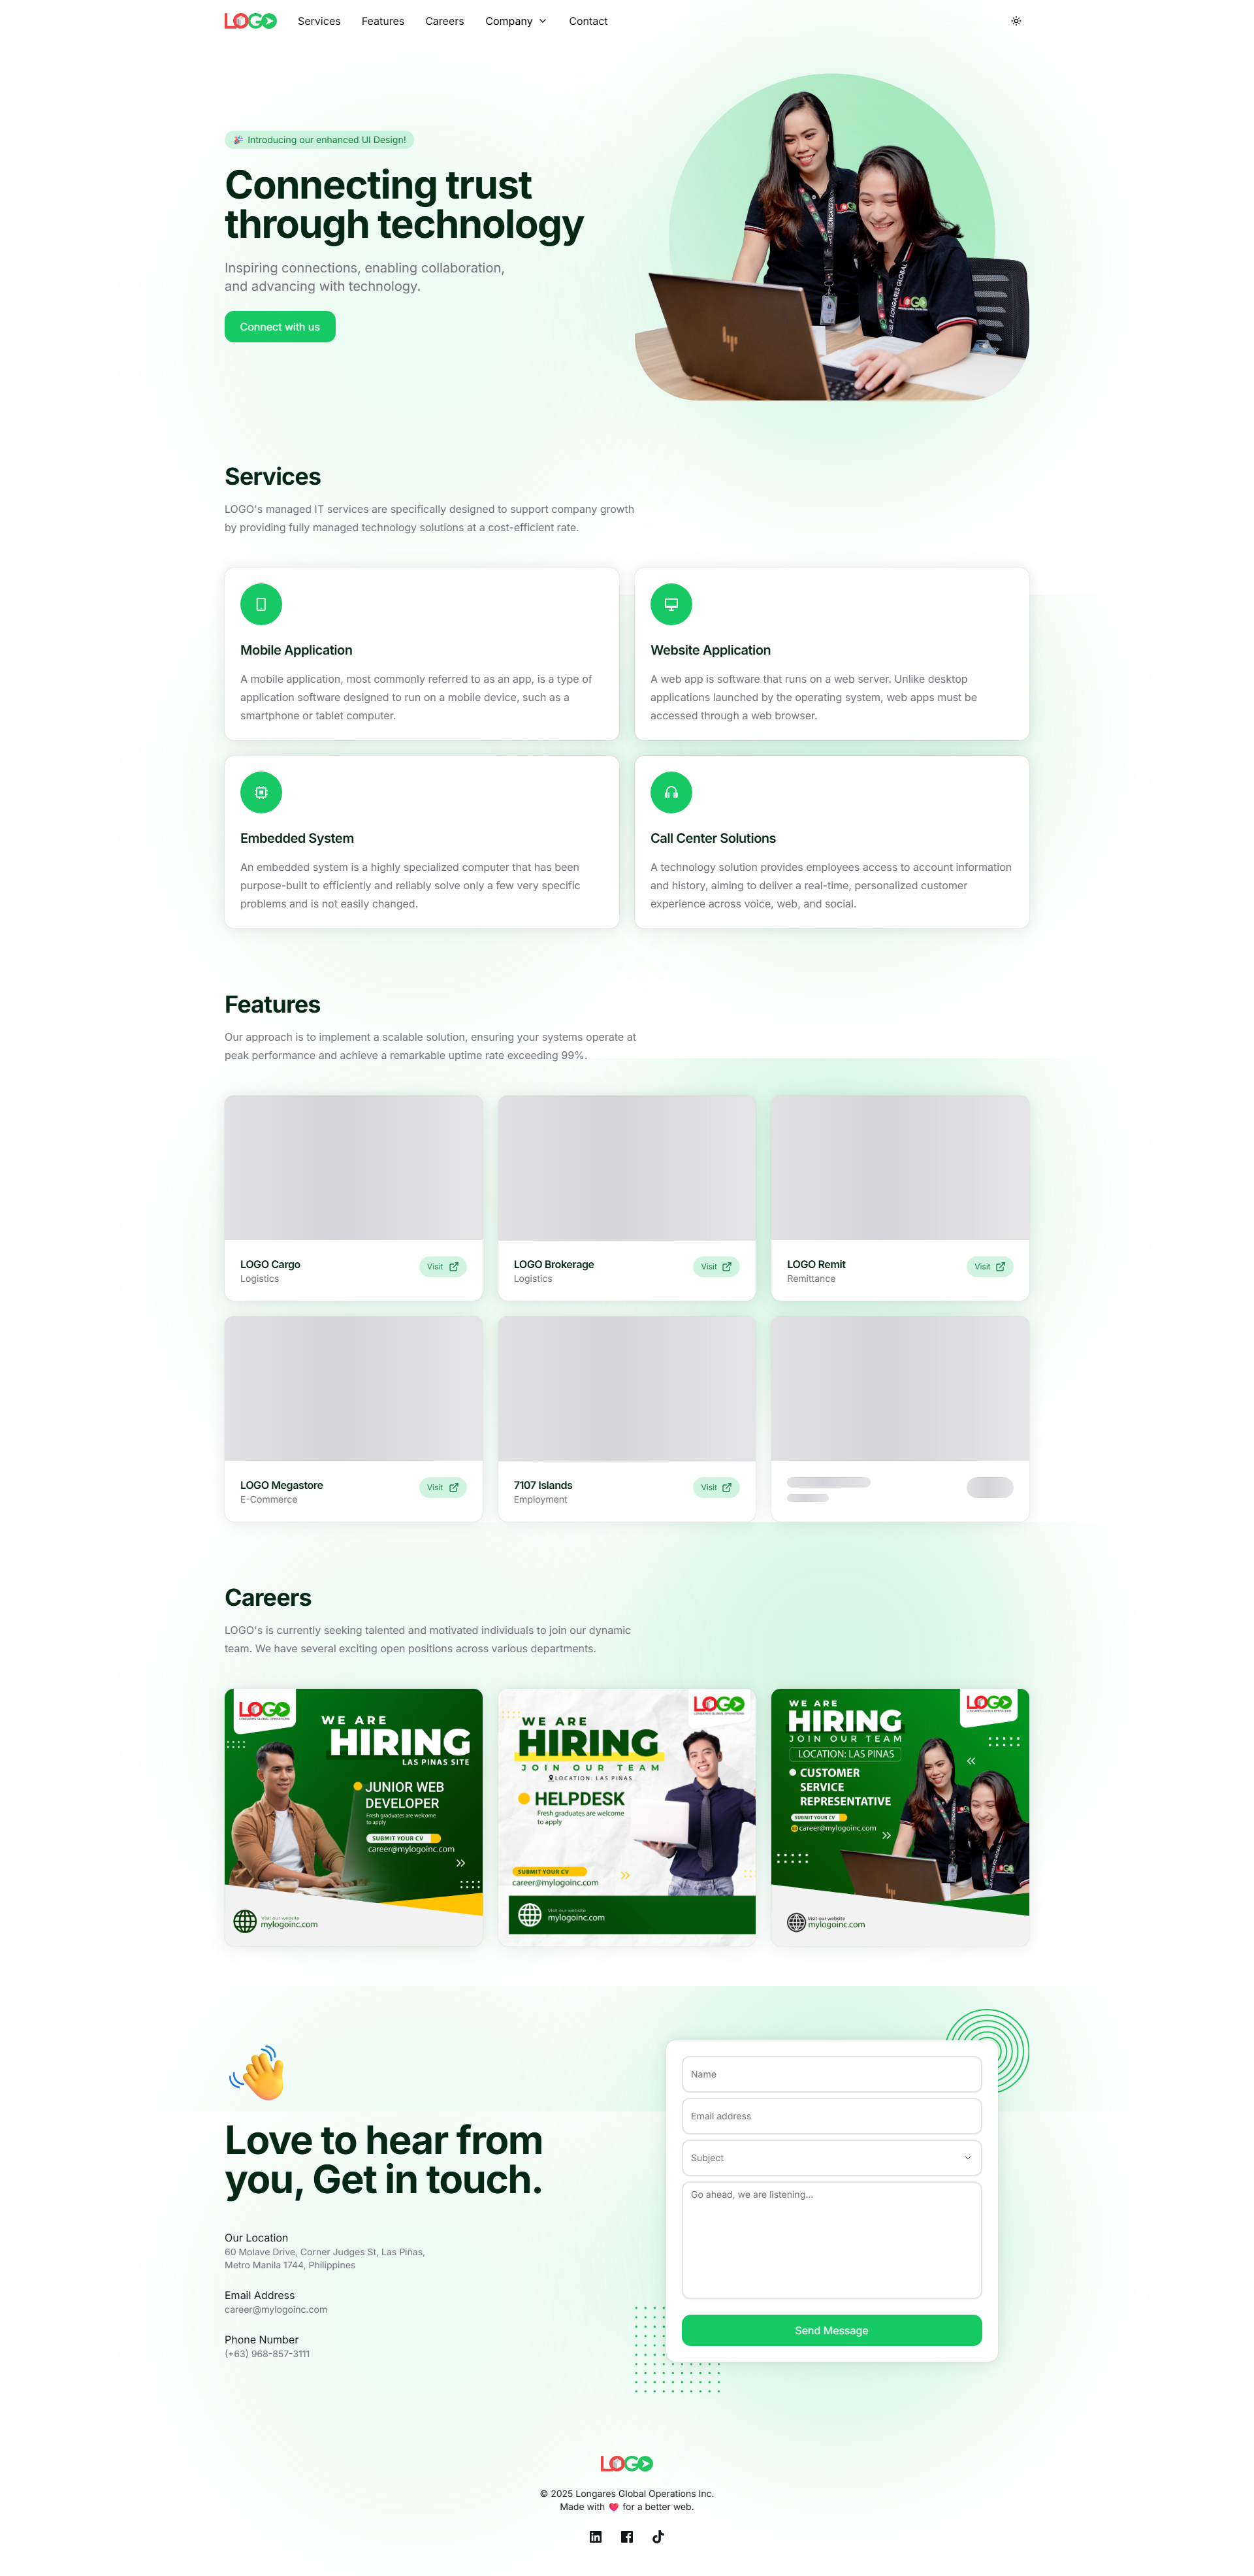 LOGO
Services
Features
Careers
Company
Contact
Introducing our enhanced UI Design!
Connecting trust
through technology
Inspiring connections, enabling collaboration,
and advancing with technology.
Connect with us
LOGO
LOGO
hp
Services
LOGO's managed IT services are specifically designed to support company growth
by providing fully managed technology solutions at a cost-efficient rate.
Mobile Application
A mobile application, most commonly referred to as an app, is a type of
application software designed to run on a mobile device, such as a
smartphone or tablet computer.
Website Application
A web app is software that runs on a web server. Unlike desktop
applications launched by the operating system, web apps must be
accessed through a web browser.
Embedded System
An embedded system is a highly specialized computer that has been
purpose-built to efficiently and reliably solve only a few very specific
problems and is not easily changed.
Call Center Solutions
A technology solution provides employees access to account information
and history, aiming to deliver a real-time, personalized customer
experience across voice, web, and social.
Features
Our approach is to implement a scalable solution, ensuring your systems operate at
peak performance and achieve a remarkable uptime rate exceeding 99%.
LOGO Cargo
Logistics
Visit
LOGO Brokerage
Logistics
Visit
LOGO Remit
Remittance
Visit
LOGO Megastore
E-Commerce
Visit
7107 Islands
Employment
Visit
Careers
LOGO's is currently seeking talented and motivated individuals to join our dynamic
team. We have several exciting open positions across various departments.
LOGO
LONGARES GLOBAL OPERATIONS
WE ARE
HIRING
LAS PINAS SITE
JUNIOR WEB
DEVELOPER
Fresh graduates are welcome
to apply
SUBMIT YOUR CV
career@mylogoinc.com
Visit our website
mylogoinc.com
LOGO
LONGARES GLOBAL OPERATIONS
WE ARE
HIRING
JOIN OUR TEAM
LOCATION: LAS PIÑAS
HELPDESK
Fresh graduates are welcome
to apply
SUBMIT YOUR CV
career@mylogoinc.com
Visit our website
mylogoinc.com
LOGO
LONGARES GLOBAL OPERATIONS
WE ARE
HIRING
JOIN OUR TEAM
LOCATION: LAS PINAS
CUSTOMER
SERVICE
REPRESENTATIVE
SUBMIT YOUR CV
career@mylogoinc.com
LOGO
Visit our website
mylogoinc.com
Love to hear from
you, Get in touch.
Our Location
60 Molave Drive, Corner Judges St, Las Piñas,
Metro Manila 1744, Philippines
Email Address
career@mylogoinc.com
Phone Number
(+63) 968-857-3111
Name
Email address
Subject
Go ahead, we are listening...
Send Message
LOGO
© 2025 Longares Global Operations Inc.
Made with ❤ for a better web.